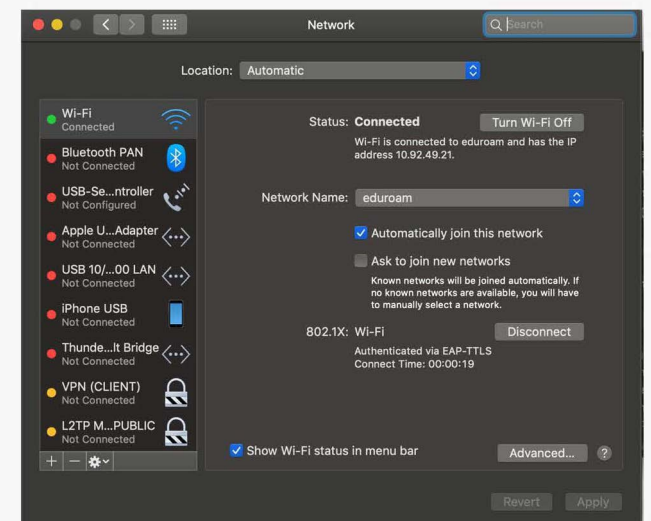 Network
Search
Location: Automatic
Wi-Fi
Connected
Bluetooth PAN
Not Connected
USB-Se...ntroller
Not Configured
Apple U...Adapter
Not Connected
USB 10/...00 LAN
Not Connected
iPhone USB
Not Connected
Thunde...lt Bridge
Not Connected
VPN (CLIENT)
Not Connected
L2TP M...PUBLIC
Not Connected
Status: Connected
Turn Wi-Fi Off
Wi-Fi is connected to eduroam and has the IP
address 10.92.49.21.
Network Name: eduroam
Automatically join this network
Ask to join new networks
Known networks will be joined automatically. If
no known networks are available, you will have
to manually select a network.
802.1X: Wi-Fi
Disconnect
Authenticated via EAP-TTLS
Connect Time: 00:00:19
Show Wi-Fi status in menu bar
Advanced...
?
Revert
Apply